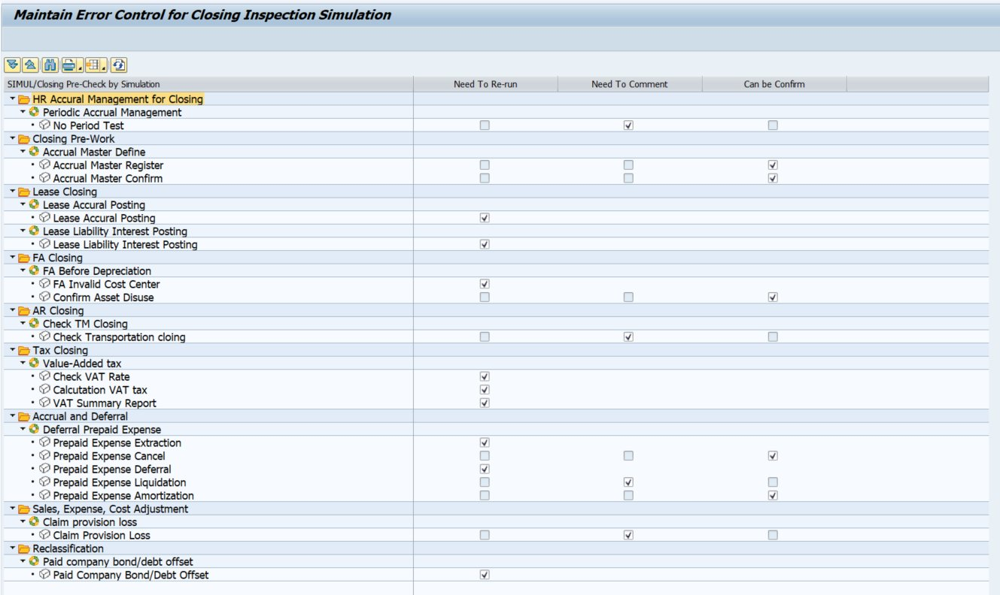 Maintain Error Control for Closing Inspection Simulation
SIMUL/Closing Pre-Check by Simulation Need To Re-run Need To Comment Can be Confirm
HR Accural Management for Closing
Periodic Accrual Management
No Period Test
Closing Pre-Work
Accrual Master Define
Accrual Master Register
Accrual Master Confirm
Lease Closing
Lease Accural Posting
Lease Accural Posting
Lease Liability Interest Posting
Lease Liability Interest Posting
FA Closing
FA Before Depreciation
FA Invalid Cost Center
Confirm Asset Disuse
AR Closing
Check TM Closing
Check Transportation cloing
Tax Closing
Value-Added tax
Check VAT Rate
Calcutation VAT tax
VAT Summary Report
Accrual and Deferral
Deferral Prepaid Expense
Prepaid Expense Extraction
Prepaid Expense Cancel
Prepaid Expense Deferral
Prepaid Expense Liquidation
Prepaid Expense Amortization
Sales, Expense, Cost Adjustment
Claim provision loss
Claim Provision Loss
Reclassification
Paid company bond/debt offset
Paid Company Bond/Debt Offset